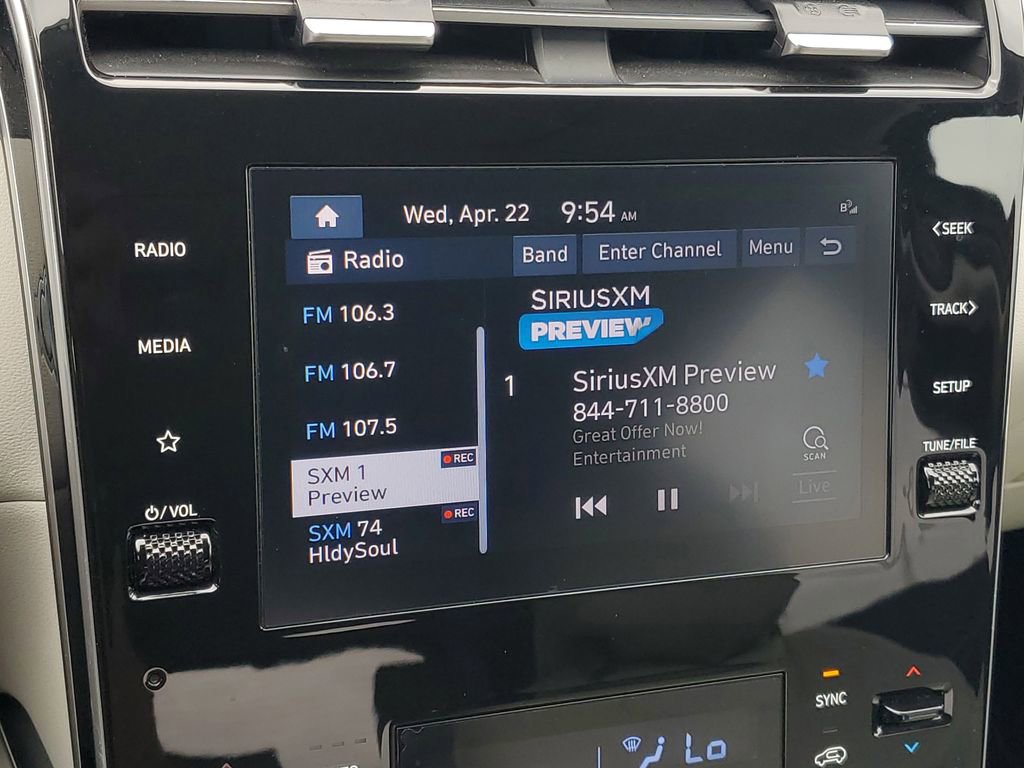 Wed, Apr. 22 9:54 AM
RADIO
MEDIA
/VOL
Radio
Band
Enter Channel
Menu
FM 106.3
FM 106.7
FM 107.5
SXM 1
REC
Preview
SXM 74
REC
HldySoul
SIRIUSXM
PREVIEW
1
SiriusXM Preview
844-711-8800
Great Offer Now!
Entertainment
SCAN
Live
<SEEK
TRACK>
SETUP
TUNE/FILE
SYNC
Lo